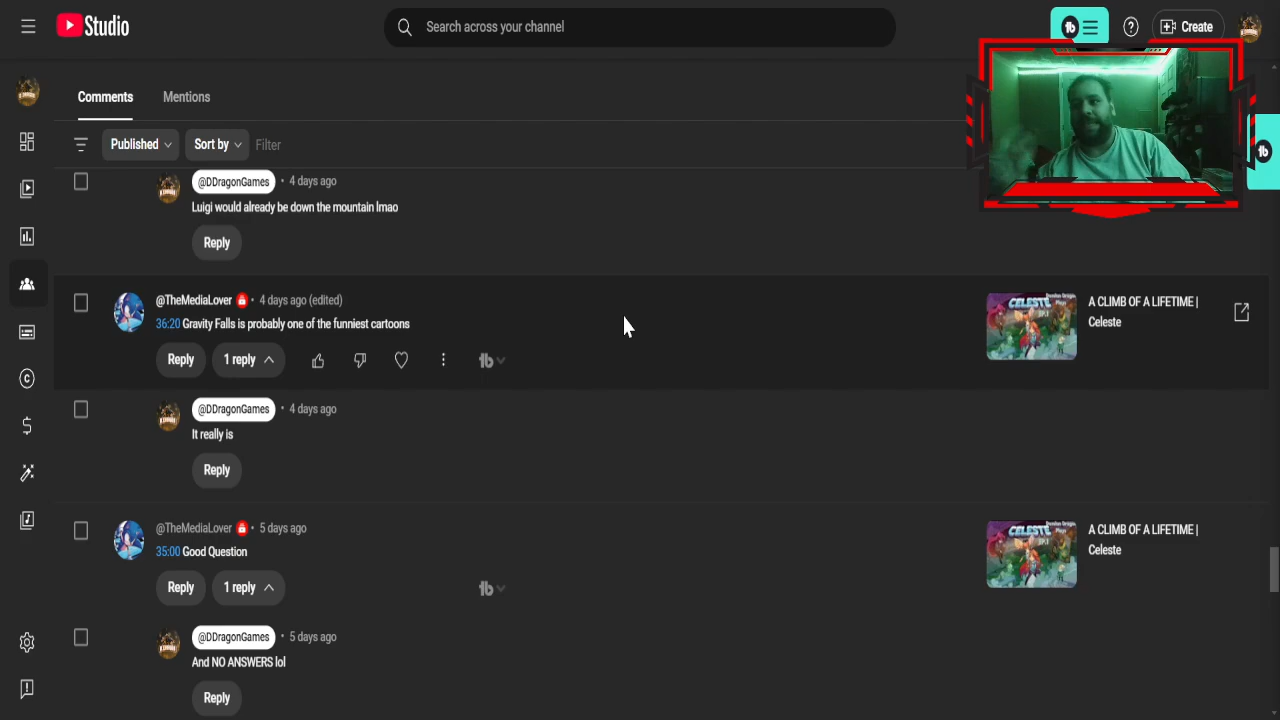 Studio
Search across your channel
Create
Comments
Mentions
Published
Sort by
Filter
@DDragonGames • 4 days ago
Luigi would already be down the mountain lmao
Reply
@TheMediaLover • 4 days ago (edited)
36:20 Gravity Falls is probably one of the funniest cartoons
Reply
1 reply
A CLIMB OF A LIFETIME |
Celeste
@DDragonGames • 4 days ago
It really is
Reply
@TheMediaLover • 5 days ago
35:00 Good Question
Reply
1 reply
A CLIMB OF A LIFETIME |
Celeste
@DDragonGames • 5 days ago
And NO ANSWERS lol
Reply